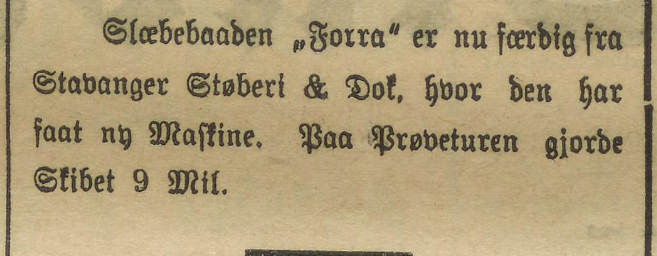 Slæbebaaden „Forra“ er nu færdig fra
Stavanger Støberi & Dok, hvor den har
faat ny Maskine. Paa Prøveturen gjorde
Skibet 9 Mil.